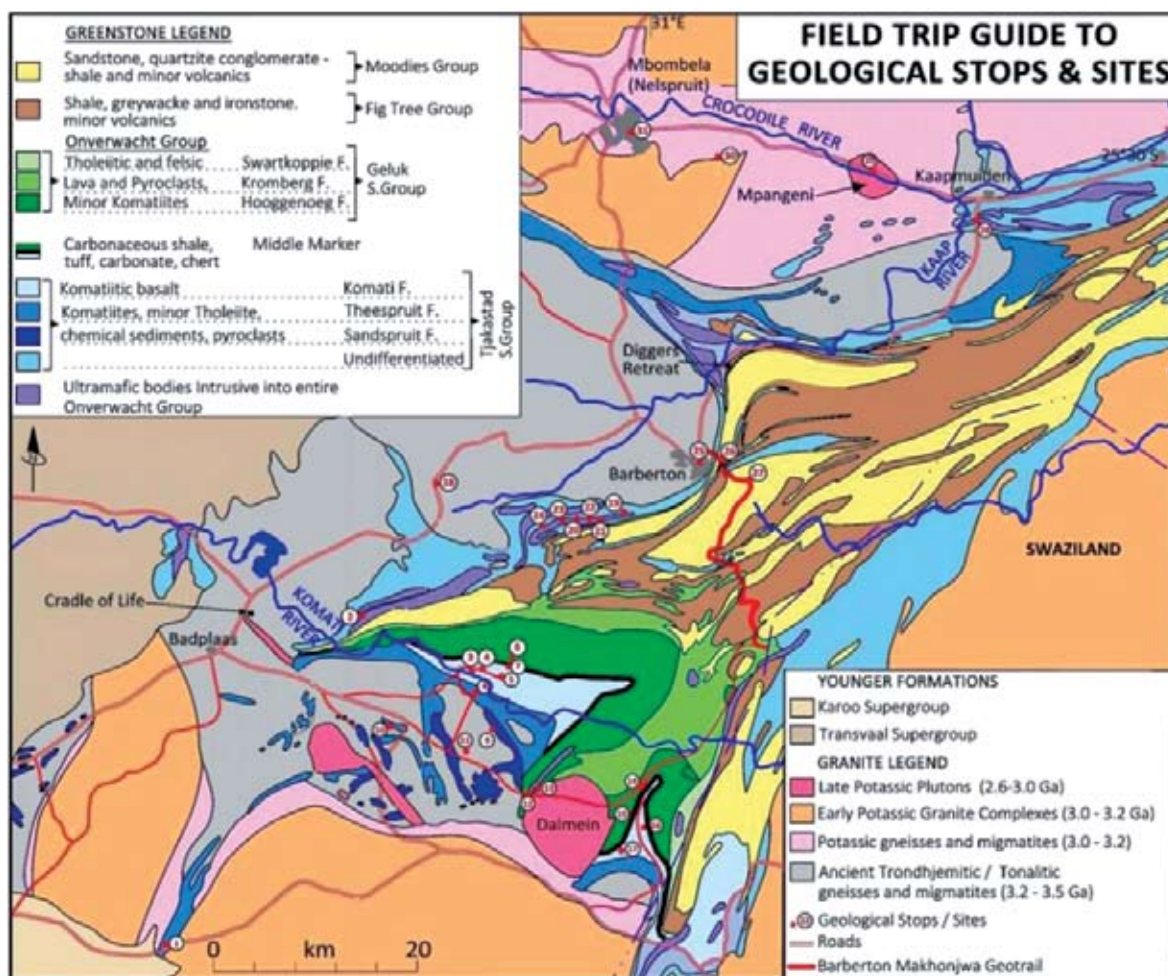 FIELD TRIP GUIDE TO
GEOLOGICAL STOPS & SITES
GREENSTONE LEGEND
Sandstone, quartzite conglomerate -
shale and minor volcanics
Moodies Group
Shale, greywacke and ironstone.
minor volcanics
Fig Tree Group
Onverwacht Group
Tholeiitic and felsic Swartkoppie F.
Lava and Pyroclasts, Kromberg F.
Minor Komatiites Hooggenoeg F.
Geluk
S.Group
Carbonaceous shale, Middle Marker
tuff, carbonate, chert
Komatiitic basalt Komati F.
Komatiites, minor Tholeiite, Theespruit F.
chemical sediments, pyroclasts Sandspruit F.
Undifferentiated
Tjakastad
S.Group
Ultramafic bodies Intrusive into entire
Onverwacht Group
31°E
Mbombela
(Nelspruit)
CROCODILE RIVER
25°30'S
Kaapmuiden
Mpangeni
KAAP
RIVER
Diggers
Retreat
Barberton
SWAZILAND
Cradle of Life
KOMATI
RIVER
Badplaas
Dalmein
0 km 20
YOUNGER FORMATIONS
Karoo Supergroup
Transvaal Supergroup
GRANITE LEGEND
Late Potassic Plutons (2.6-3.0 Ga)
Early Potassic Granite Complexes (3.0 - 3.2 Ga)
Potassic gneisses and migmatites (3.0 - 3.2)
Ancient Trondhjemitic / Tonalitic
gneisses and migmatites (3.2 - 3.5 Ga)
Geological Stops / Sites
Roads
Barberton Makhonjwa Geotrail